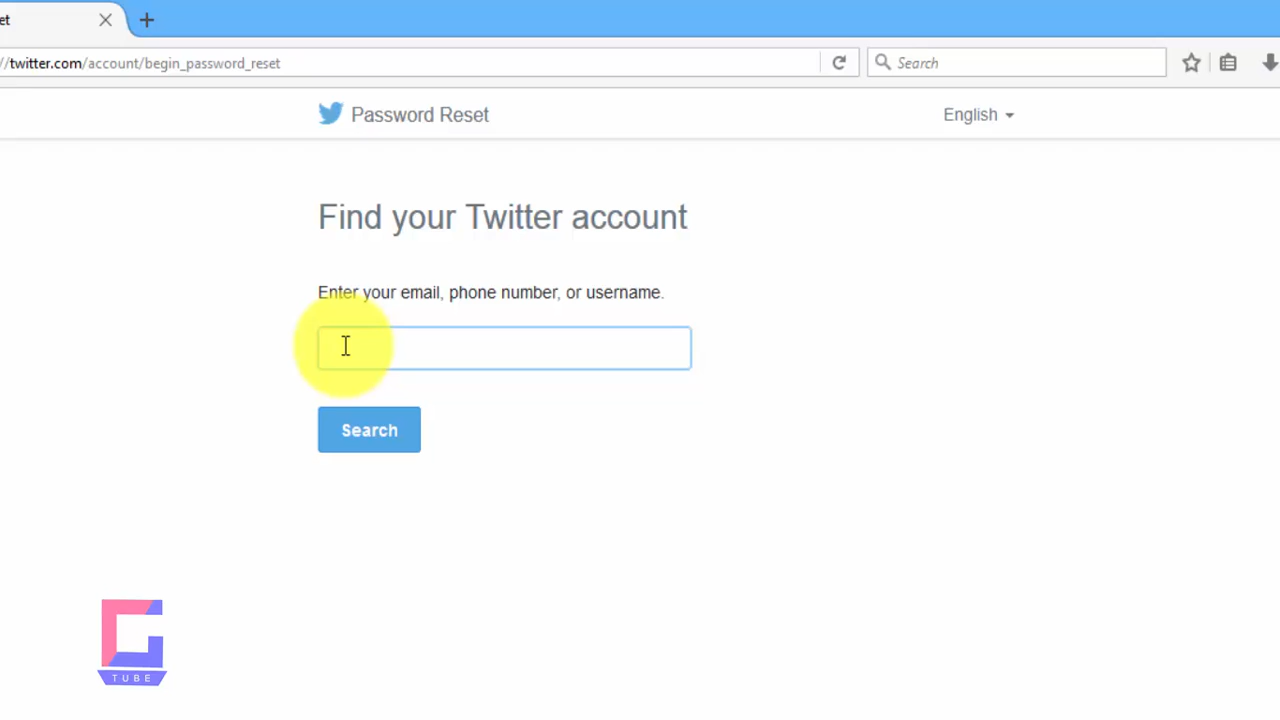 et
//twitter.com/account/begin_password_reset
Search
Password Reset
English
Find your Twitter account
Enter your email, phone number, or username.
Search
TUBE